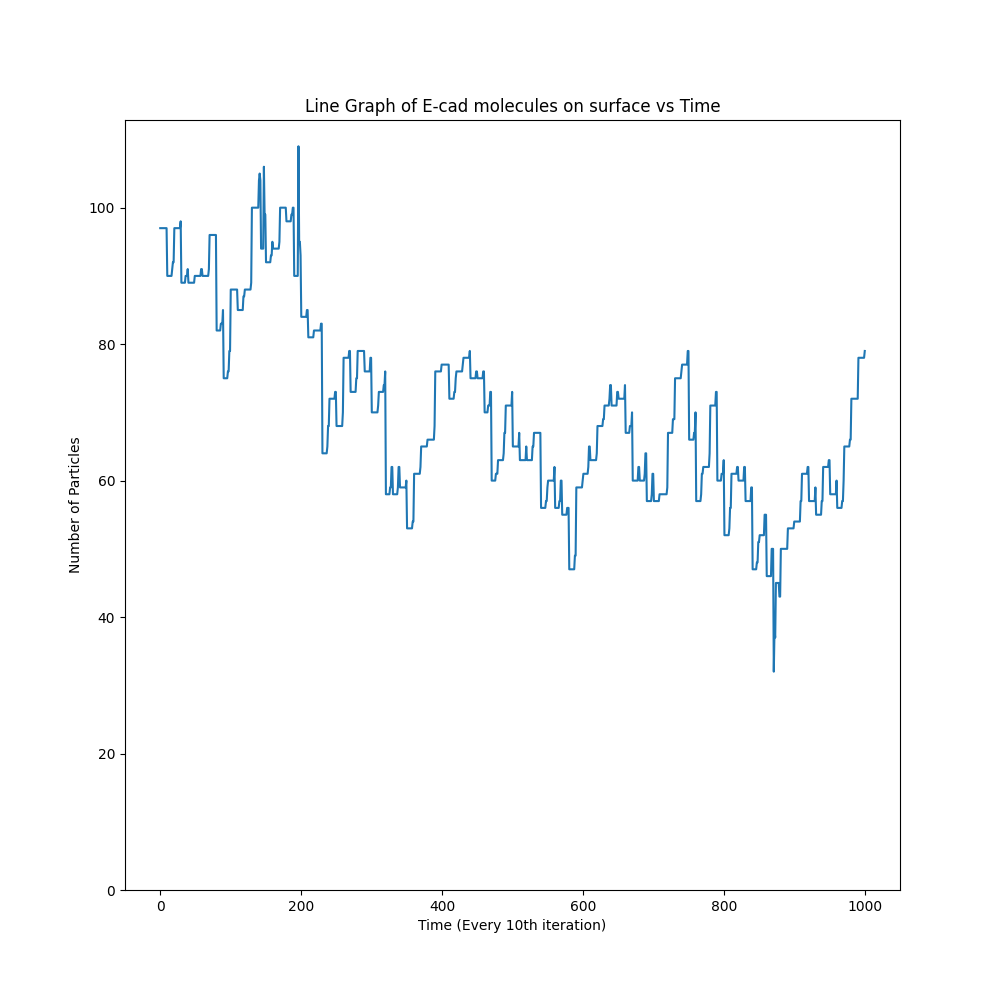 Line Graph of E-cad molecules on surface vs Time
100
80
60
40
20
0
Number of Particles
0 200 400 600 800 1000
Time (Every 10th iteration)